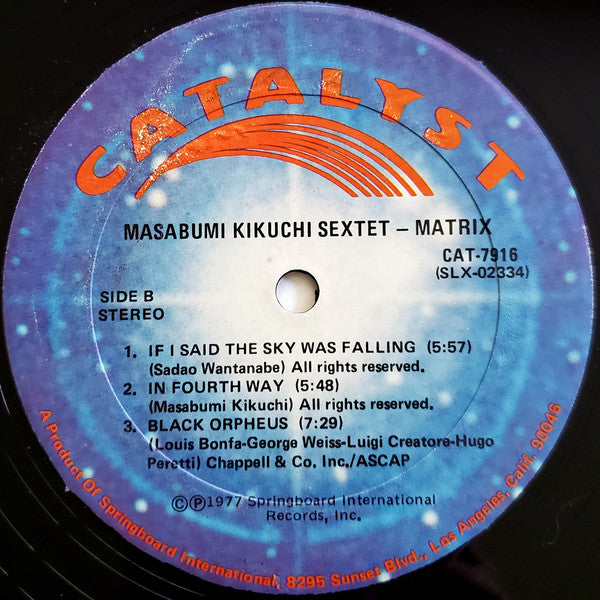 CATALYST
MASABUMI KIKUCHI SEXTET – MATRIX
CAT-7916
(SLX-02334)
SIDE B
STEREO
1. IF I SAID THE SKY WAS FALLING (5:57)
(Sadao Wantanabe) All rights reserved.
2. IN FOURTH WAY (5:48)
(Masabumi Kikuchi) All rights reserved.
3. BLACK ORPHEUS (7:29)
(Louis Bonfa-George Weiss-Luigi Creatore-Hugo
Peretti) Chappell & Co. Inc./ASCAP
©℗1977 Springboard International
Records, Inc.
A Product Of Springboard International, 8295 Sunset Blvd., Los Angeles, Calif. 90046